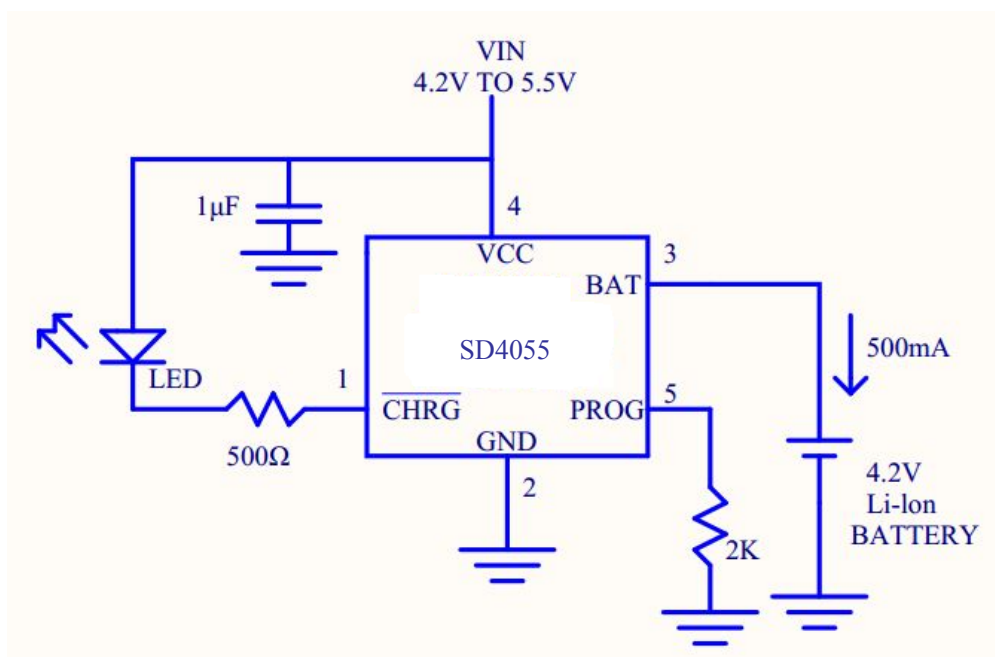 VIN
4.2V TO 5.5V
1μF
4
VCC
3
BAT
SD4055
500mA
LED
1
CHRG
PROG
5
500Ω
GND
2
4.2V
Li-lon
BATTERY
2K